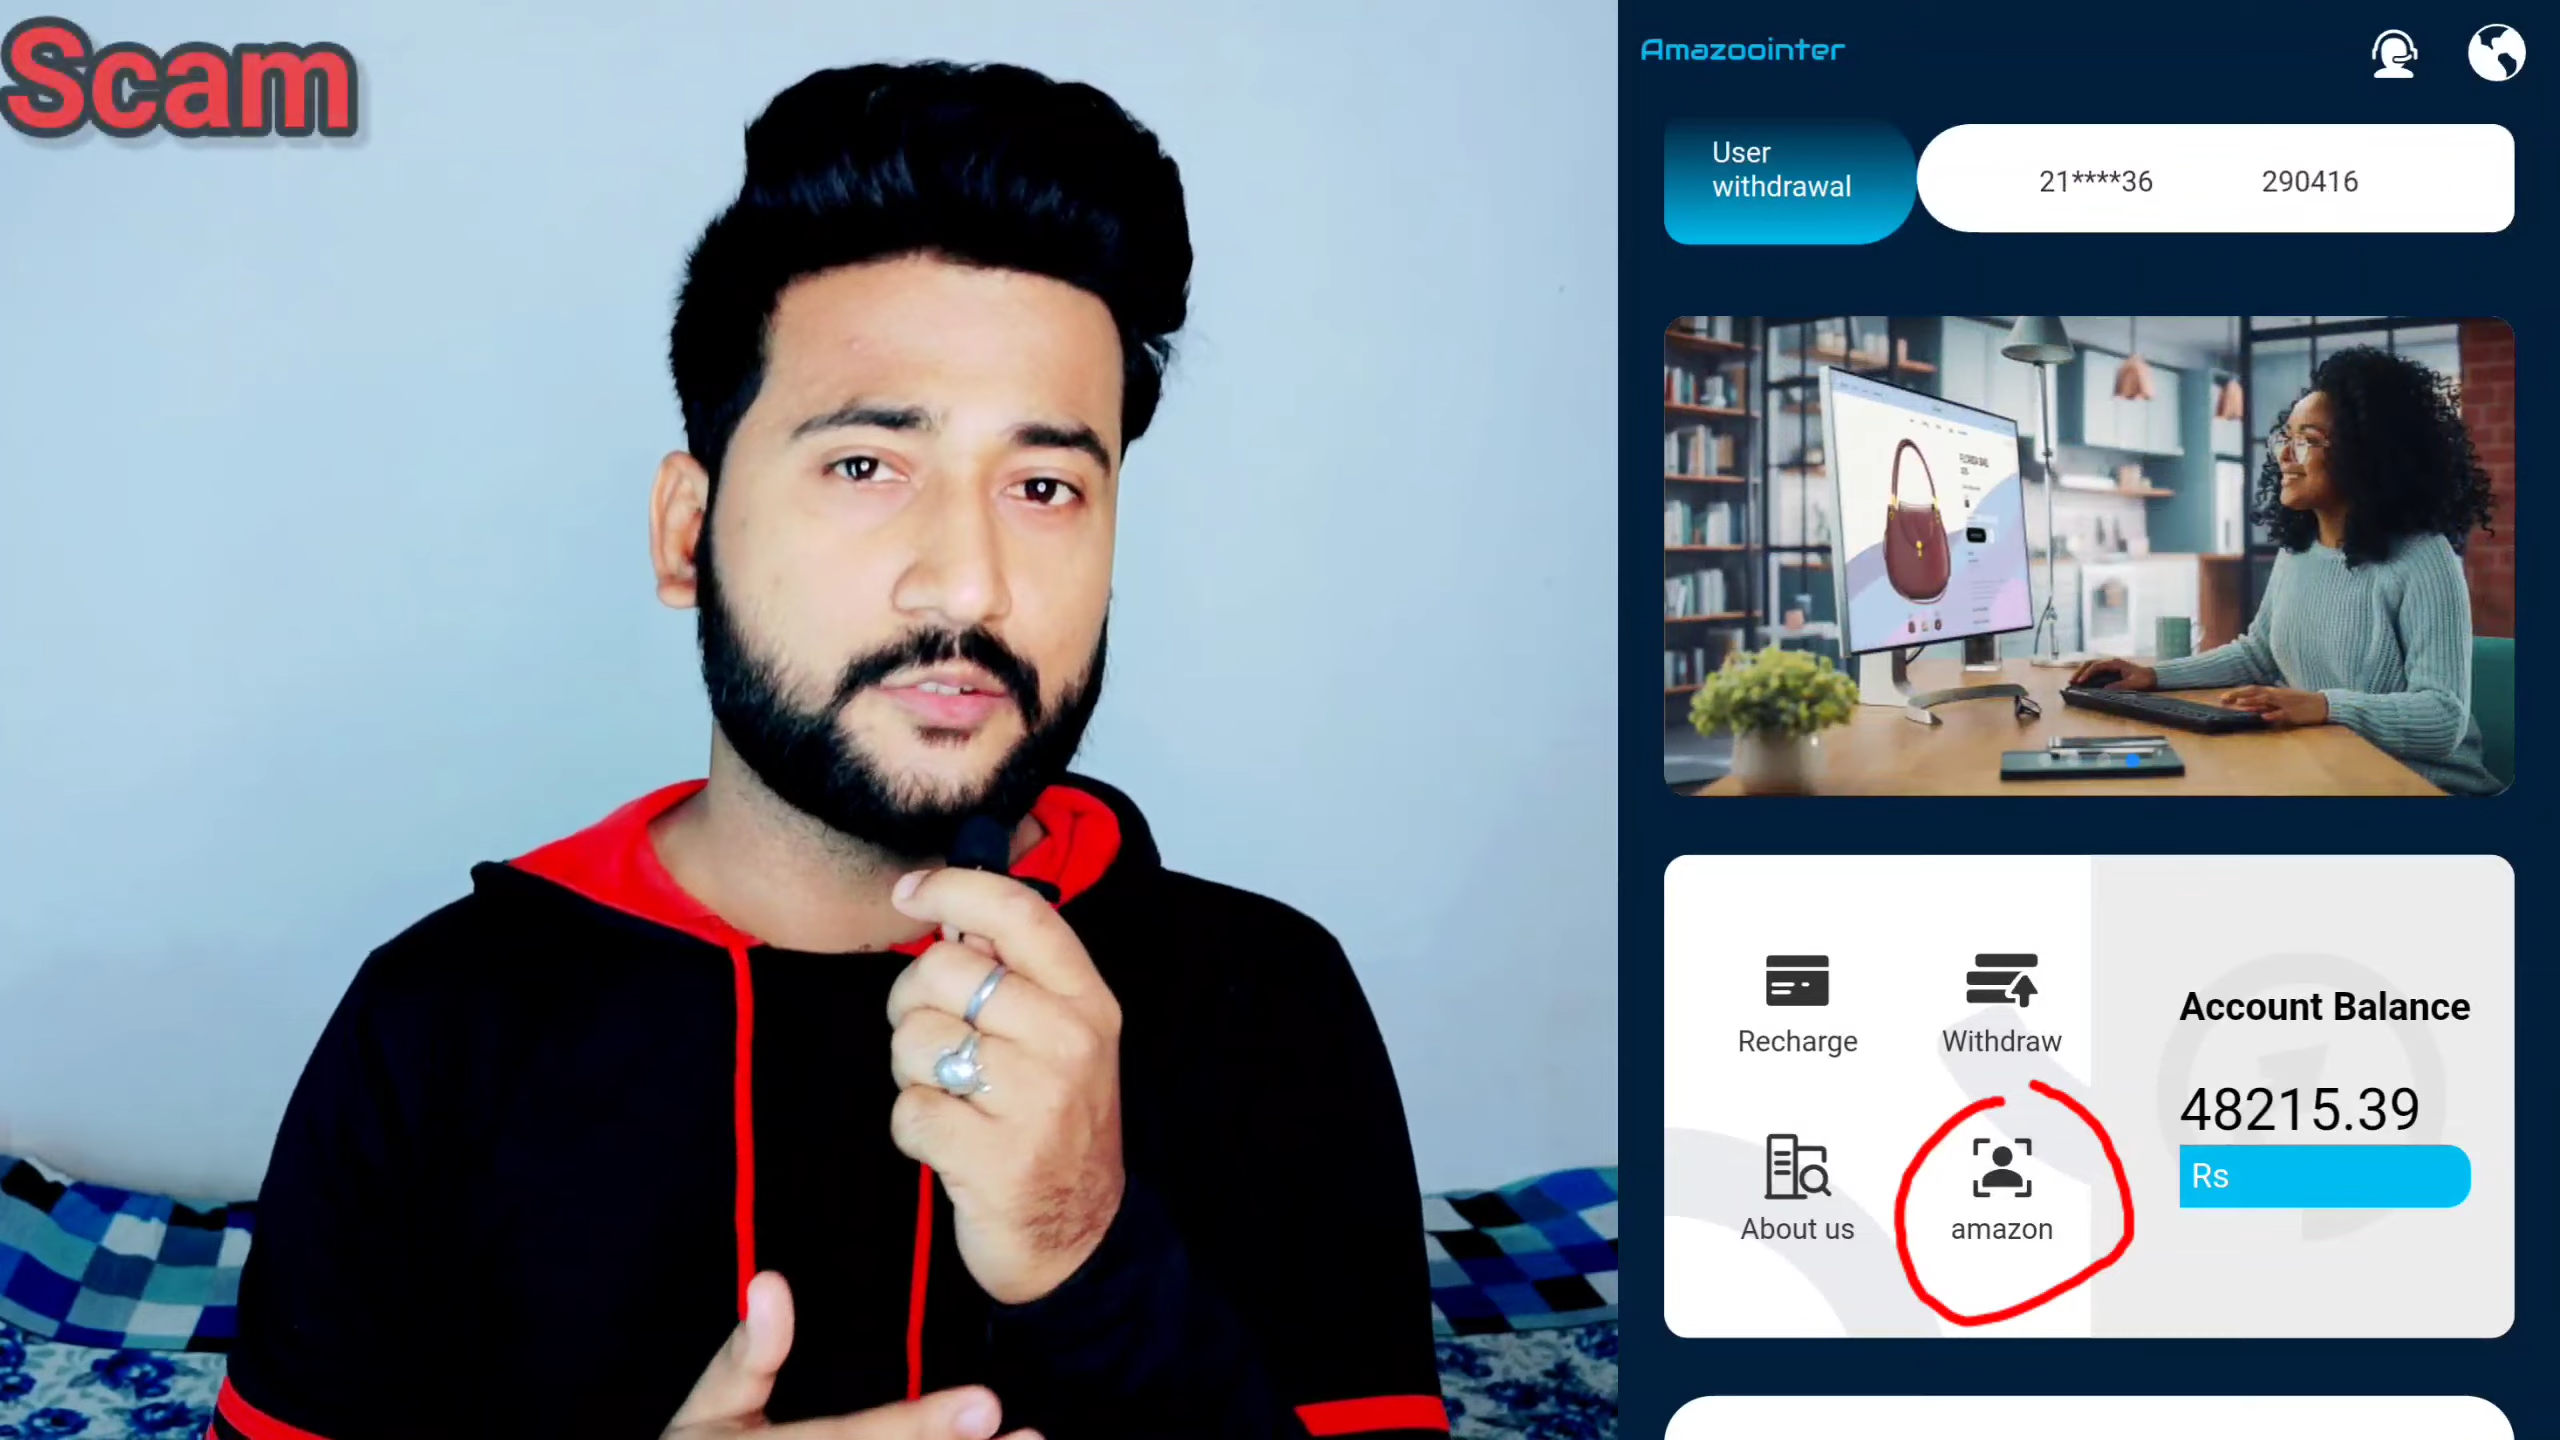 Scam
Amazoointer
User
withdrawal
21****36
290416
Recharge
Withdraw
Account Balance
48215.39
Rs
About us
amazon